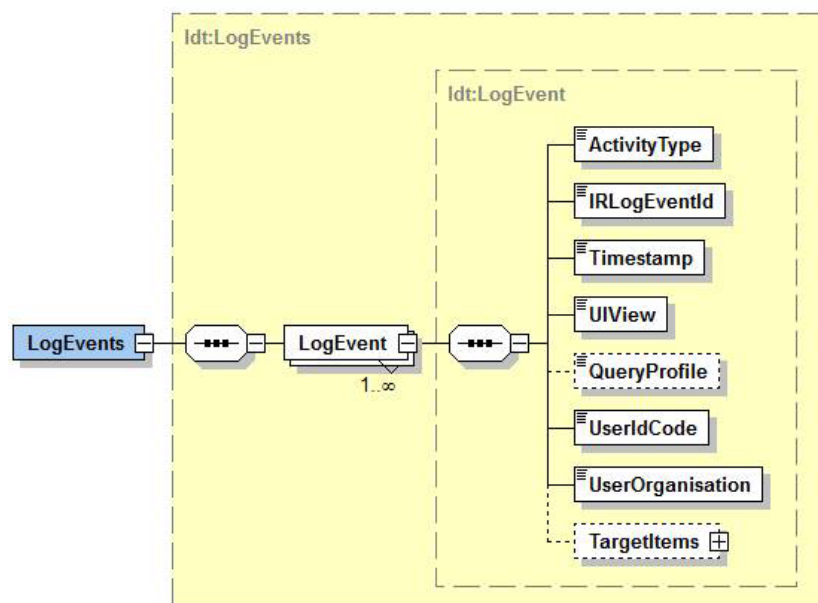 ldt:LogEvents
ldt:LogEvent
ActivityType
IRLogEventId
Timestamp
UIView
LogEvents
LogEvent
1..∞
QueryProfile
UserIdCode
UserOrganisation
TargetItems